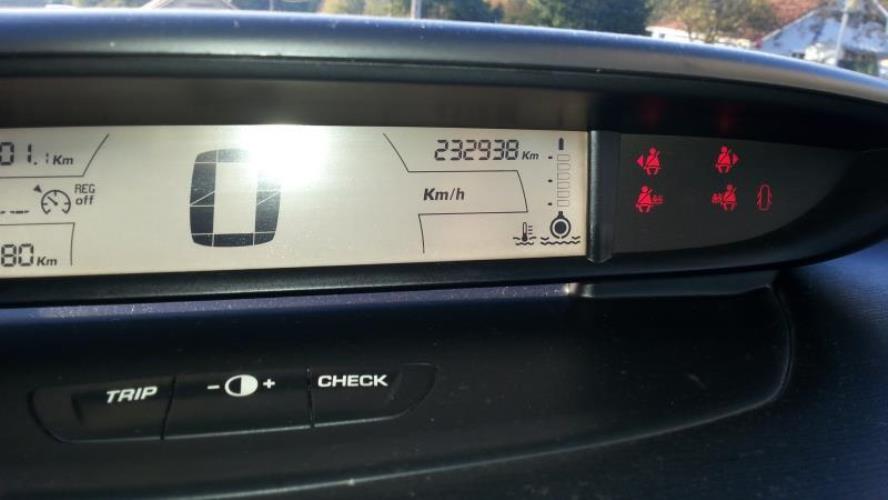 01.1 Km
232938 Km
REG
off
0
Km/h
80 Km
TRIP
- +
CHECK